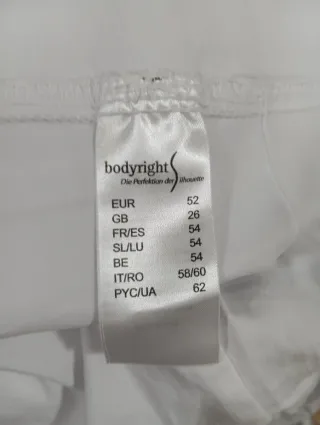 bodyright
Die Perfektion der Silhouette
EUR 52
GB 26
FR/ES 54
SL/LU 54
BE 54
IT/RO 58/60
PYC/UA 62